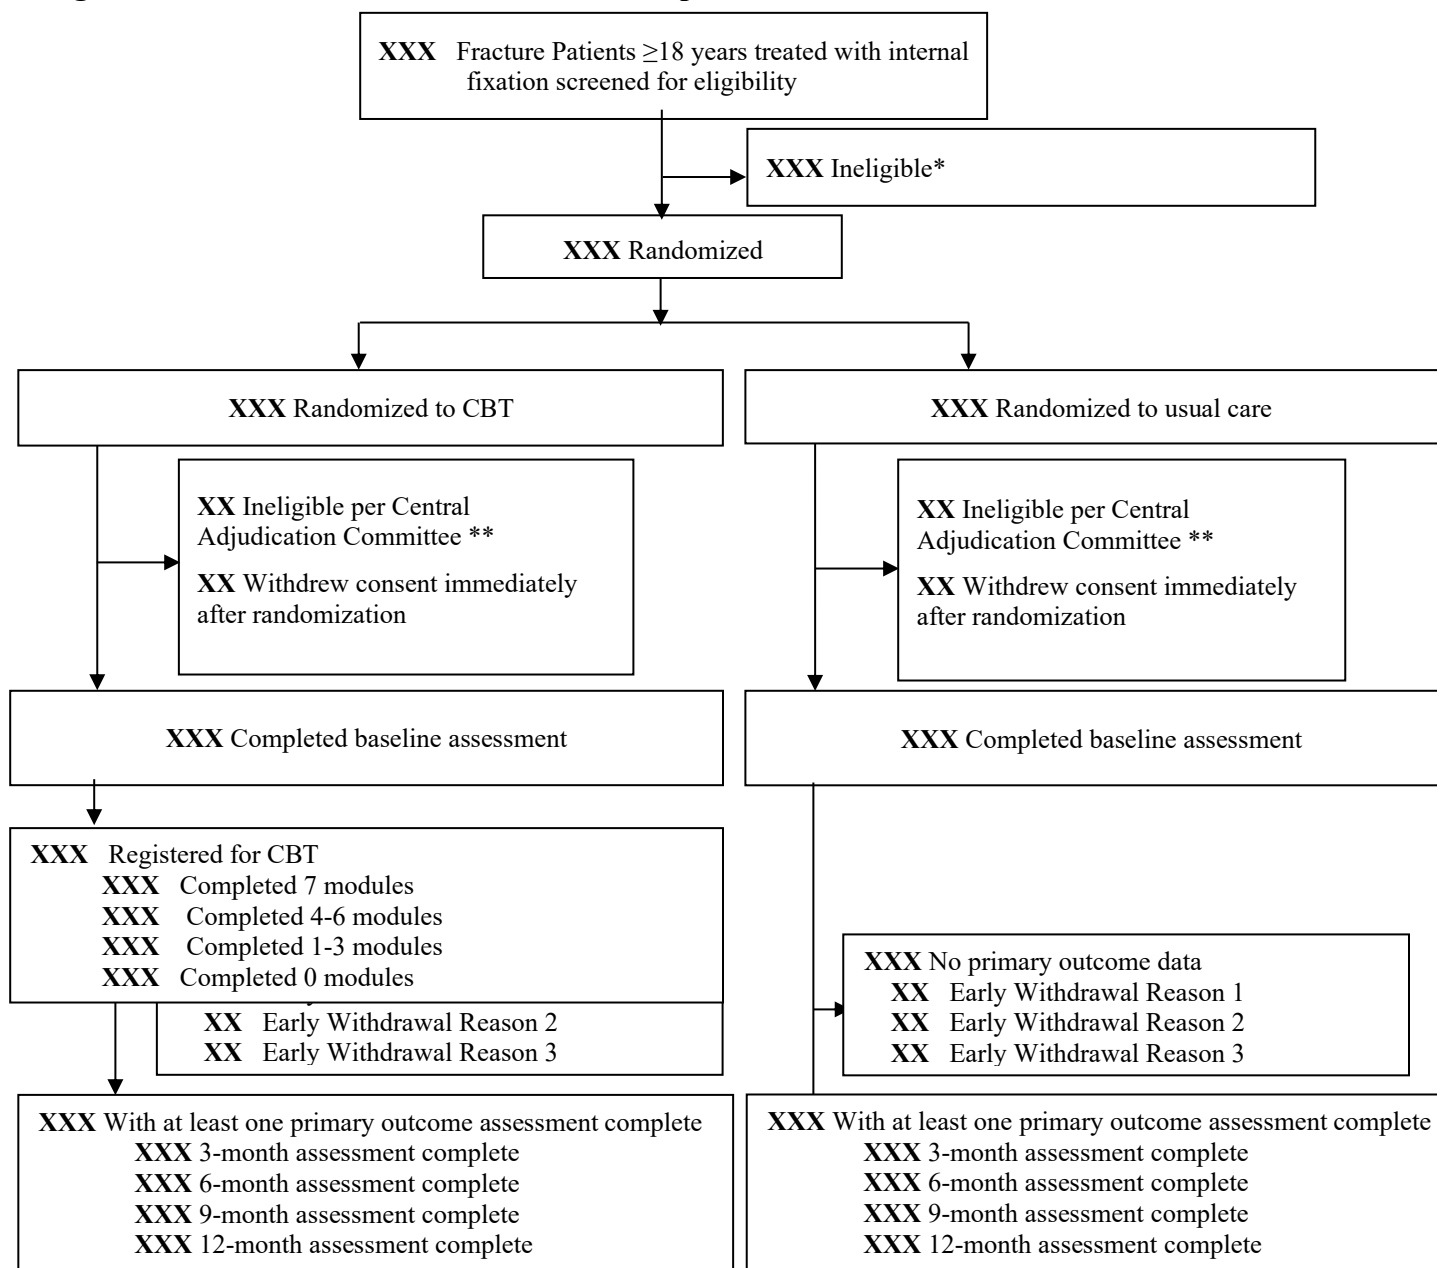 XXX Fracture Patients ≥18 years treated with internal
fixation screened for eligibility
XXX Ineligible*
XXX Randomized
XXX Randomized to CBT
XXX Randomized to usual care
XX Ineligible per Central
Adjudication Committee **
XX Withdrew consent immediately
after randomization
XX Ineligible per Central
Adjudication Committee **
XX Withdrew consent immediately
after randomization
XXX Completed baseline assessment
XXX Completed baseline assessment
XXX Registered for CBT
XXX Completed 7 modules
XXX Completed 4-6 modules
XXX Completed 1-3 modules
XXX Completed 0 modules
XX Early Withdrawal Reason 2
XX Early Withdrawal Reason 3
XXX No primary outcome data
XX Early Withdrawal Reason 1
XX Early Withdrawal Reason 2
XX Early Withdrawal Reason 3
XXX With at least one primary outcome assessment complete
XXX 3-month assessment complete
XXX 6-month assessment complete
XXX 9-month assessment complete
XXX 12-month assessment complete
XXX With at least one primary outcome assessment complete
XXX 3-month assessment complete
XXX 6-month assessment complete
XXX 9-month assessment complete
XXX 12-month assessment complete